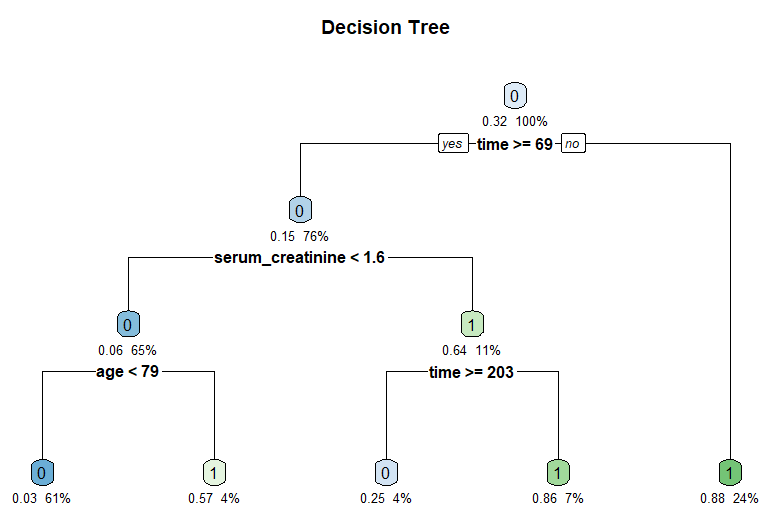 Decision Tree
0
0.32 100%
yes time >= 69 no
0
0.15 76%
serum_creatinine < 1.6
0 1
0.06 65% 0.64 11%
age < 79 time >= 203
0 1 0 1 1
0.03 61% 0.57 4% 0.25 4% 0.86 7% 0.88 24%